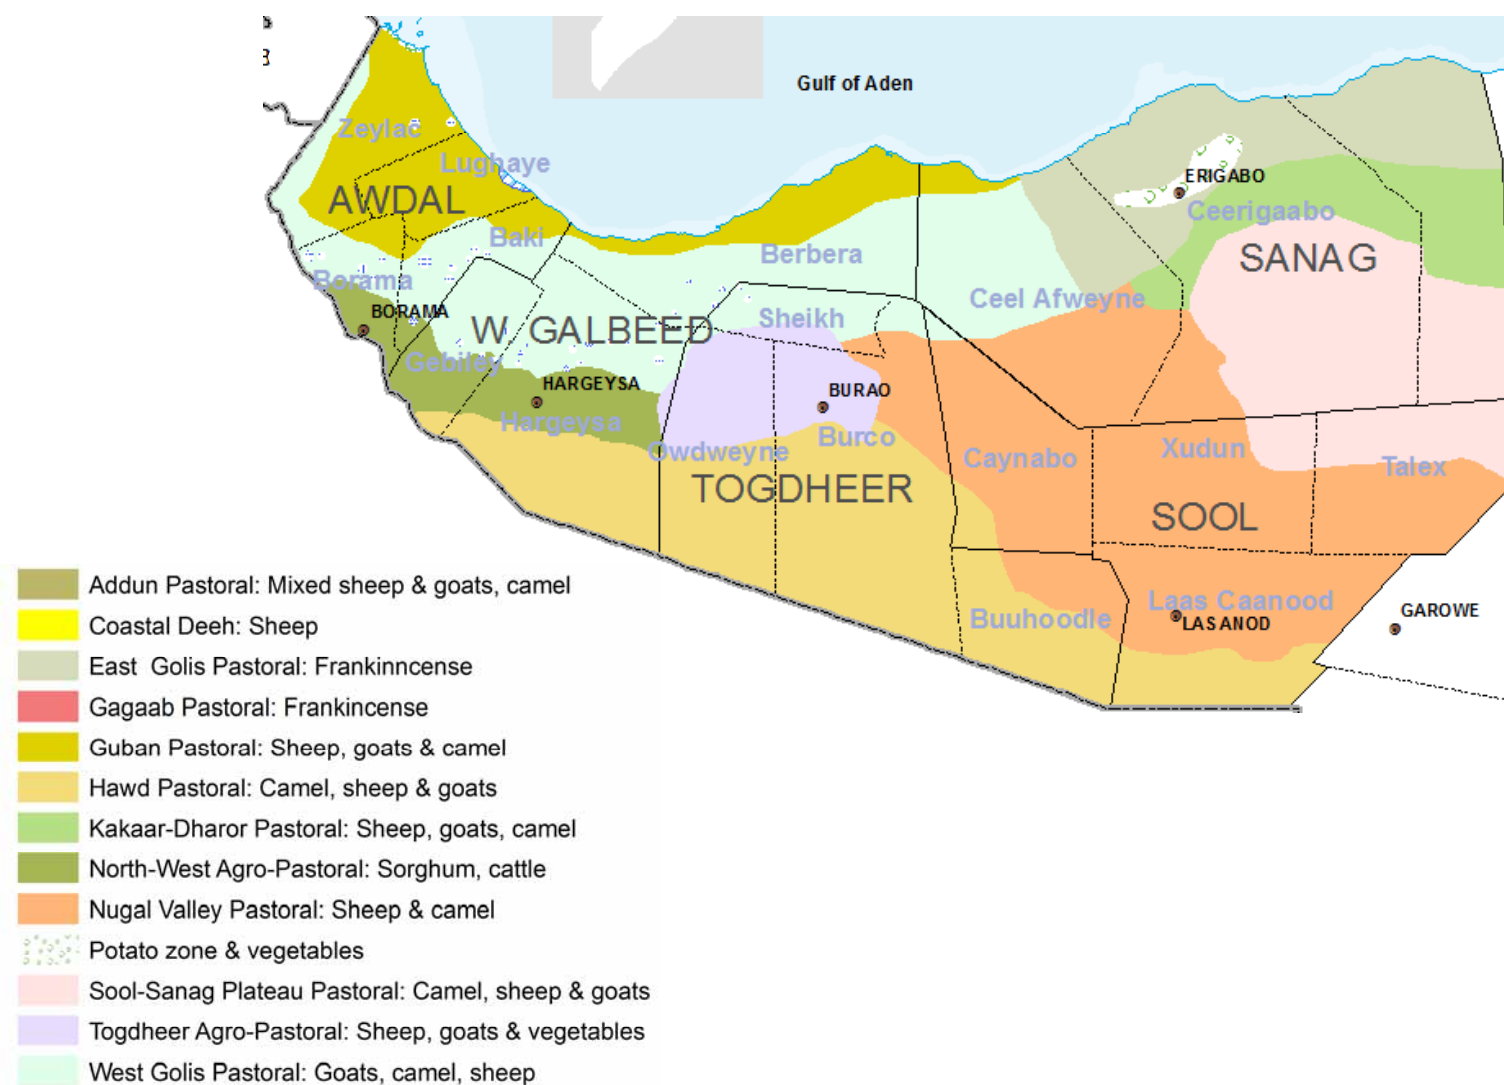 Gulf of Aden
Zeylac
Lughaye
AWDAL
ERIGABO
Ceerigaabo
Baki
Berbera
SANAG
Borama
BORAMA
Sheikh
Ceel Afweyne
W. GALBEED
Gebiley
HARGEYSA
BURAO
Hargeysa
Owdweyne
Burco
Caynabo
Xudun
Talex
TOGDHEER
SOOL
Buuhoodle
Laas Caanood
LAS ANOD
GAROWE
Addun Pastoral: Mixed sheep & goats, camel
Coastal Deeh: Sheep
East Golis Pastoral: Frankinncense
Gagaab Pastoral: Frankincense
Guban Pastoral: Sheep, goats & camel
Hawd Pastoral: Camel, sheep & goats
Kakaar-Dharor Pastoral: Sheep, goats, camel
North-West Agro-Pastoral: Sorghum, cattle
Nugal Valley Pastoral: Sheep & camel
Potato zone & vegetables
Sool-Sanag Plateau Pastoral: Camel, sheep & goats
Togdheer Agro-Pastoral: Sheep, goats & vegetables
West Golis Pastoral: Goats, camel, sheep